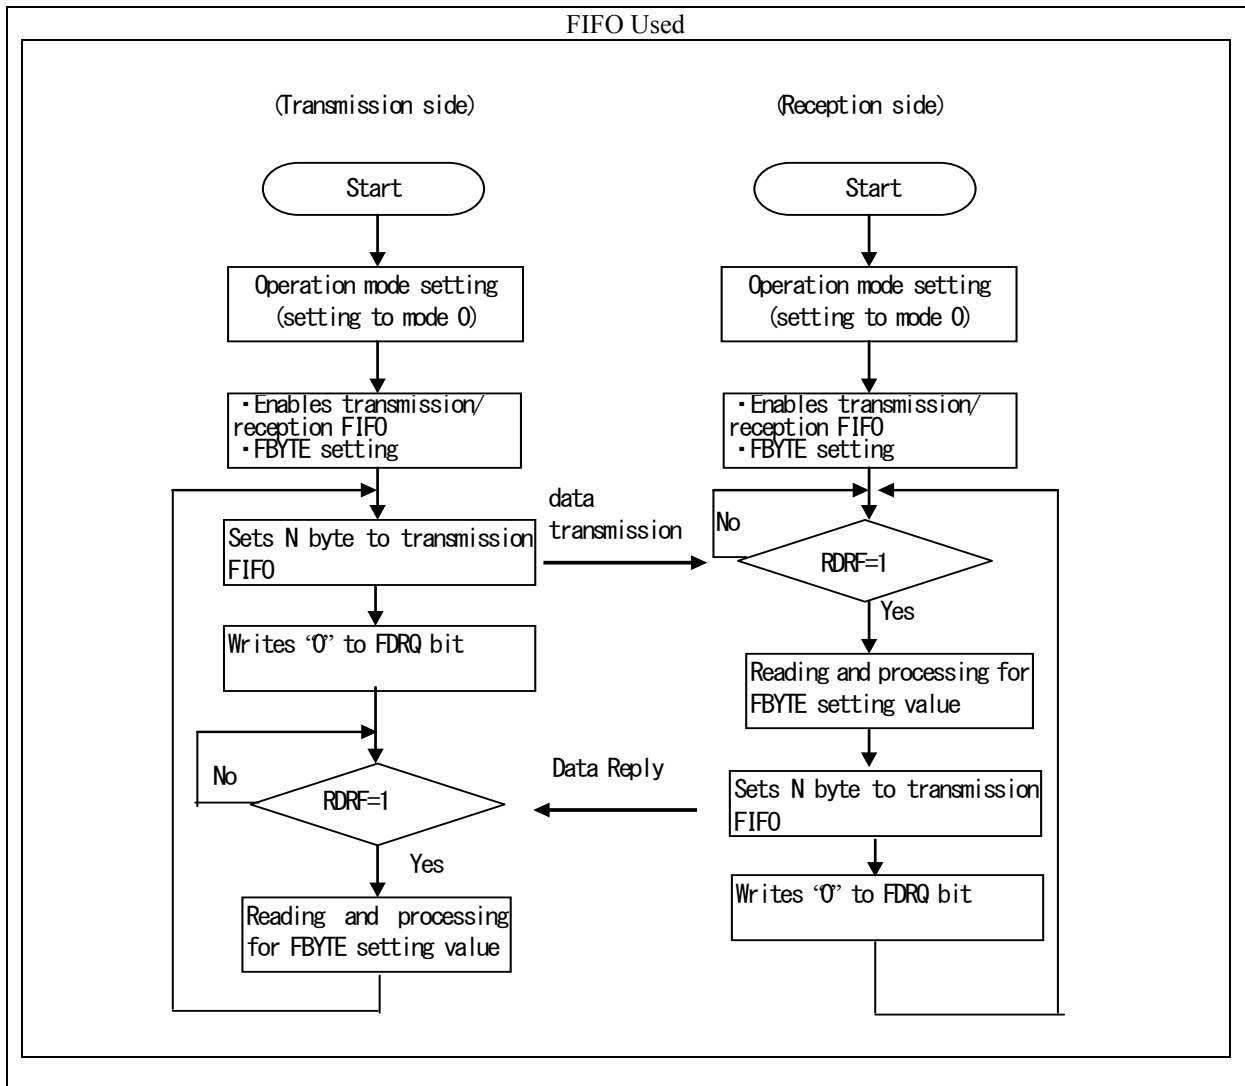 FIFO Used
(Transmission side)
(Reception side)
Start
Start
Operation mode setting
(setting to mode 0)
Operation mode setting
(setting to mode 0)
・Enables transmission/
reception FIFO
・FBYTE setting
・Enables transmission/
reception FIFO
・FBYTE setting
data
transmission
Sets N byte to transmission
FIFO
No
RDRF=1
Yes
Writes “0” to FDRQ bit
Reading and processing for
FBYTE setting value
No
RDRF=1
Yes
Data Reply
Sets N byte to transmission
FIFO
Writes “0” to FDRQ bit
Reading and processing
for FBYTE setting value